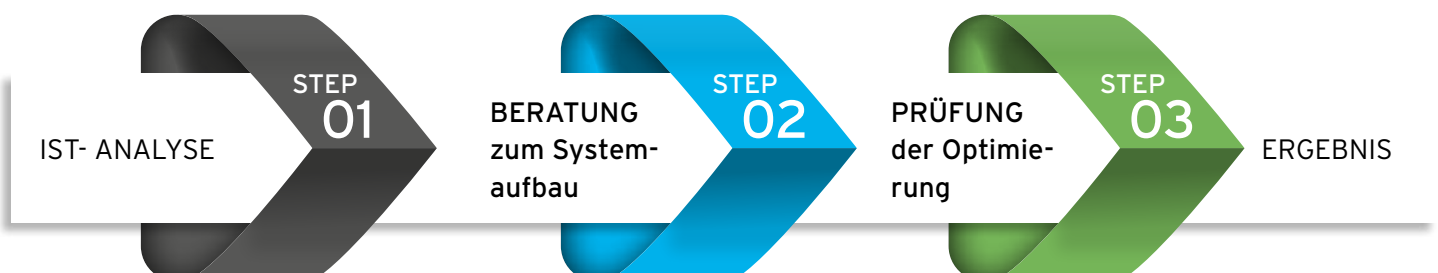 IST- ANALYSE
STEP
01
BERATUNG
zum System-
aufbau
STEP
02
PRÜFUNG
der Optimie-
rung
STEP
03
ERGEBNIS